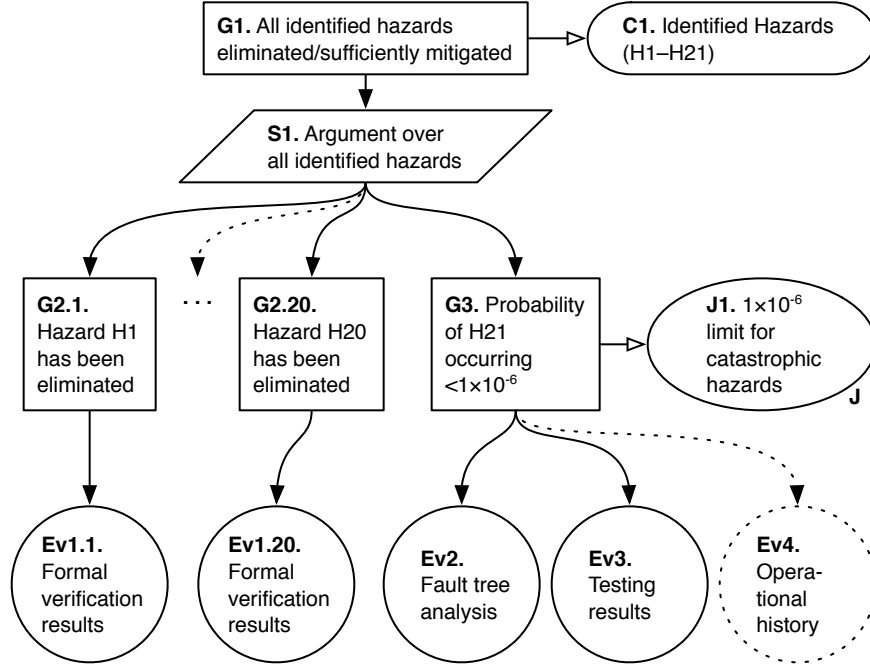 G1. All identified hazards
eliminated/sufficiently mitigated
C1. Identified Hazards
(H1–H21)
S1. Argument over
all identified hazards
G2.1.
Hazard H1
has been
eliminated
. . .
G2.20.
Hazard H20
has been
eliminated
G3. Probability
of H21
occurring
<1×10⁻⁶
J1. 1×10⁻⁶
limit for
catastrophic
hazards
J
Ev1.1.
Formal
verification
results
Ev1.20.
Formal
verification
results
Ev2.
Fault tree
analysis
Ev3.
Testing
results
Ev4.
Opera-
tional
history